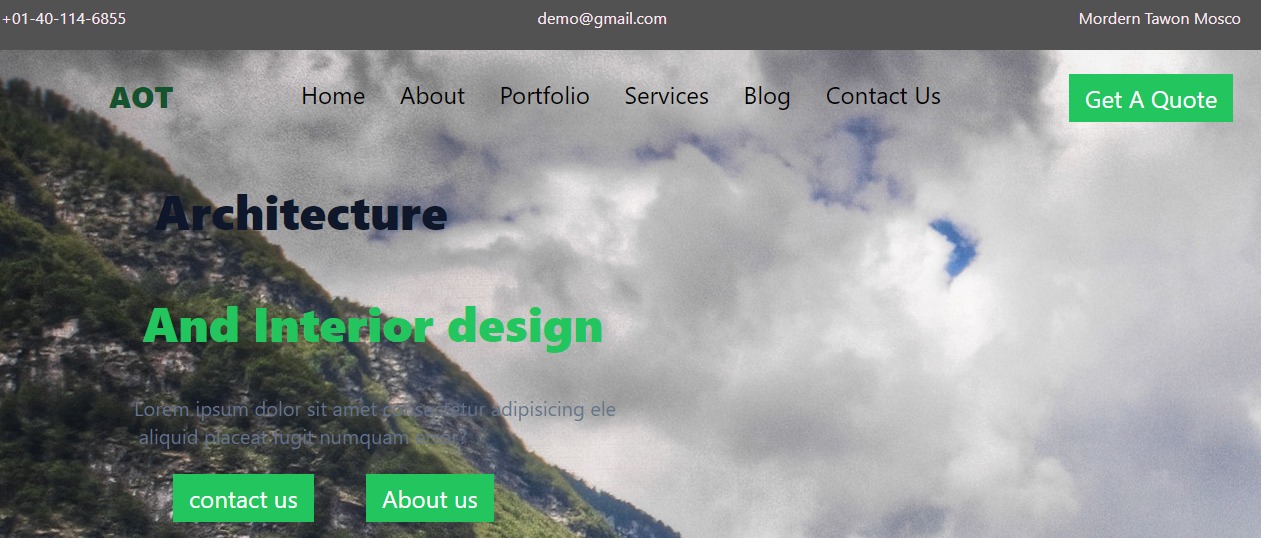 +01-40-114-6855
demo@gmail.com
Mordern Tawon Mosco
AOT
Home
About
Portfolio
Services
Blog
Contact Us
Get A Quote
Architecture
And Interior design
Lorem ipsum dolor sit amet consectetur adipisicing ele
aliquid placeat fugit numquam error?
contact us
About us